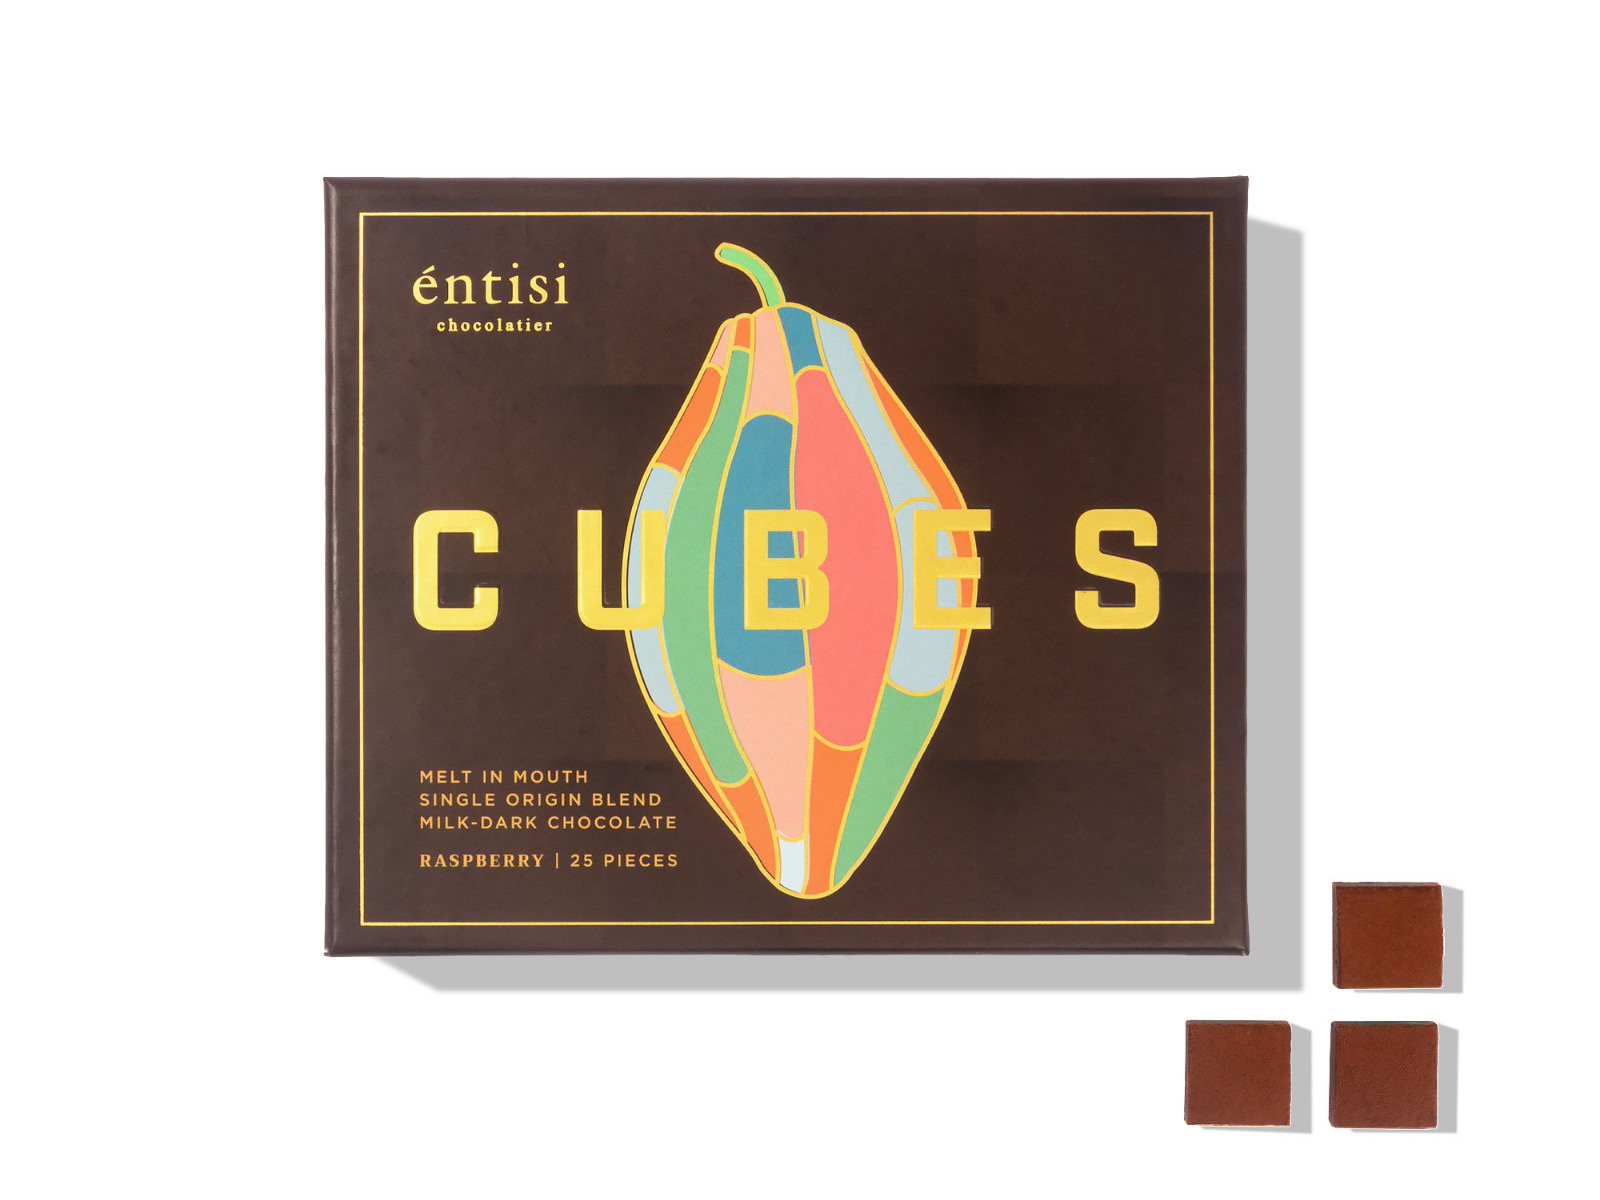 éntisi
chocolatier
CUBES
MELT IN MOUTH
SINGLE ORIGIN BLEND
MILK-DARK CHOCOLATE
RASPBERRY | 25 PIECES